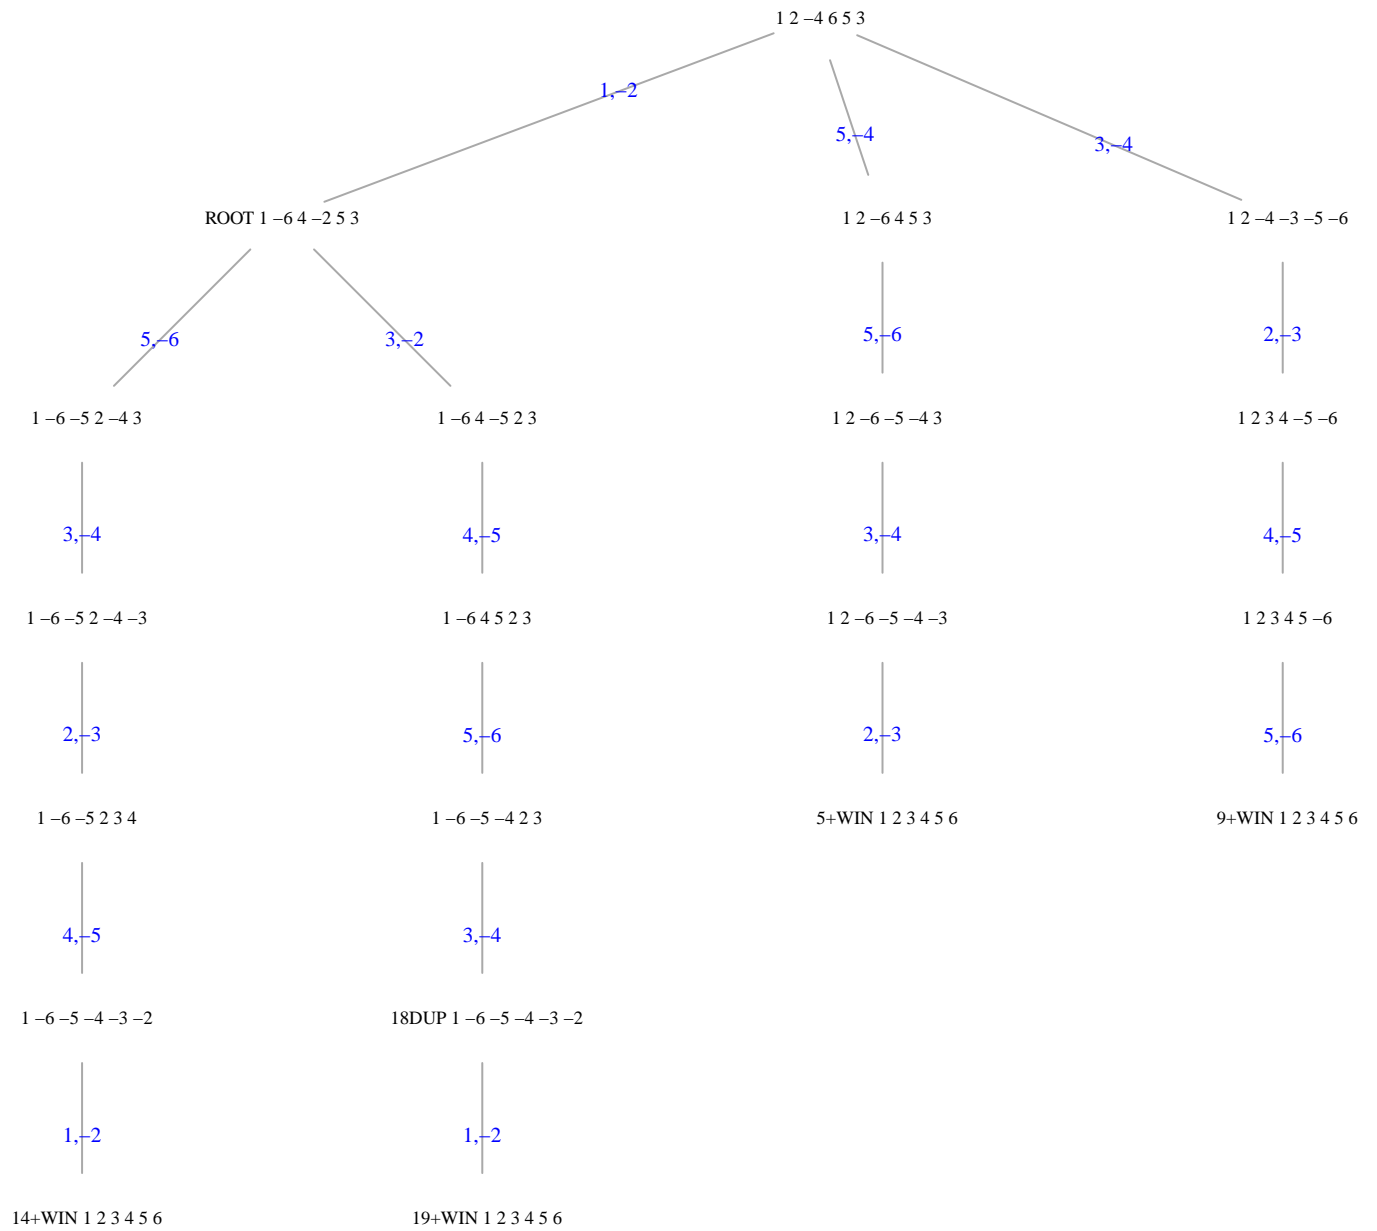 1 2 –4 6 5 3
1,–2
5,–4
3,–4
ROOT 1 –6 4 –2 5 3
1 2 –6 4 5 3
1 2 –4 –3 –5 –6
5,–6
3,–2
5,–6
2,–3
1 –6 –5 2 –4 3
1 –6 4 –5 2 3
1 2 –6 –5 –4 3
1 2 3 4 –5 –6
3,–4
4,–5
3,–4
4,–5
1 –6 –5 2 –4 –3
1 –6 4 5 2 3
1 2 –6 –5 –4 –3
1 2 3 4 5 –6
2,–3
5,–6
2,–3
5,–6
1 –6 –5 2 3 4
1 –6 –5 –4 2 3
5+WIN 1 2 3 4 5 6
9+WIN 1 2 3 4 5 6
4,–5
3,–4
1 –6 –5 –4 –3 –2
18DUP 1 –6 –5 –4 –3 –2
1,–2
1,–2
14+WIN 1 2 3 4 5 6
19+WIN 1 2 3 4 5 6